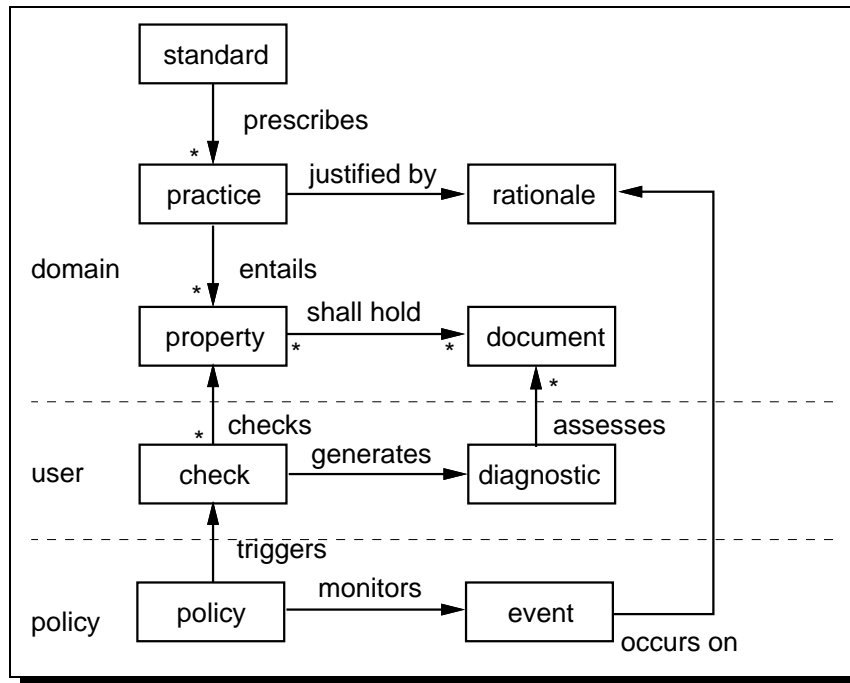 standard
prescribes
*
practice
justified by
rationale
domain
entails
*
property
shall hold
*
*
document
*
checks
*
assesses
user
check
generates
diagnostic
triggers
policy
policy
monitors
event
occurs on